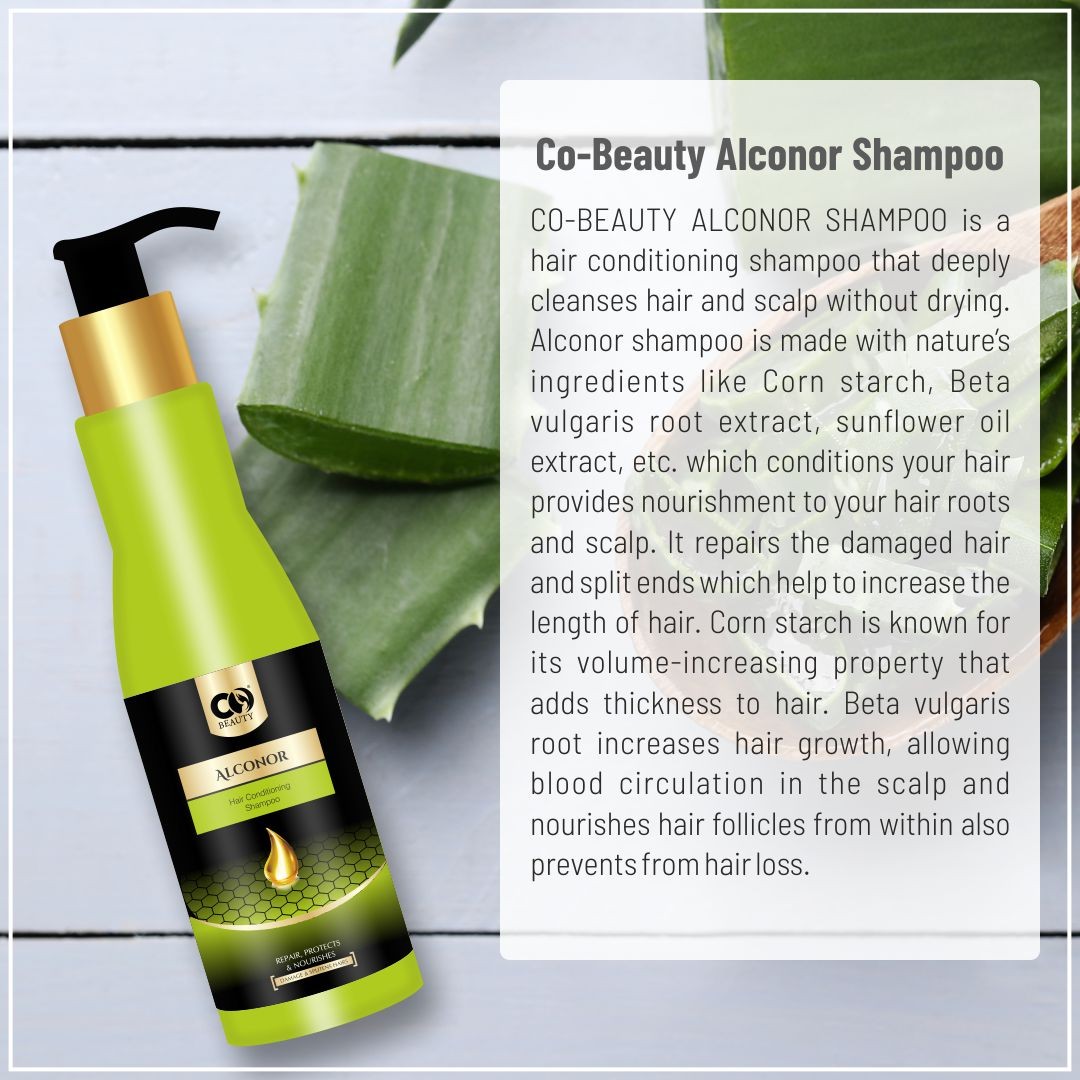 Co-Beauty Alconor Shampoo
CO-BEAUTY ALCONOR SHAMPOO is a
hair conditioning shampoo that deeply
cleanses hair and scalp without drying.
Alconor shampoo is made with nature's
ingredients like Corn starch, Beta
vulgaris root extract, sunflower oil
extract, etc. which conditions your hair
provides nourishment to your hair roots
and scalp. It repairs the damaged hair
and split ends which help to increase the
length of hair. Corn starch is known for
its volume-increasing property that
adds thickness to hair. Beta vulgaris
root increases hair growth, allowing
blood circulation in the scalp and
nourishes hair follicles from within also
prevents from hair loss.
CO
BEAUTY
ALCONOR
Hair Conditioning
Shampoo
REPAIR, PROTECTS
& NOURISHES
DAMAGE & SPLITENS HAIRS